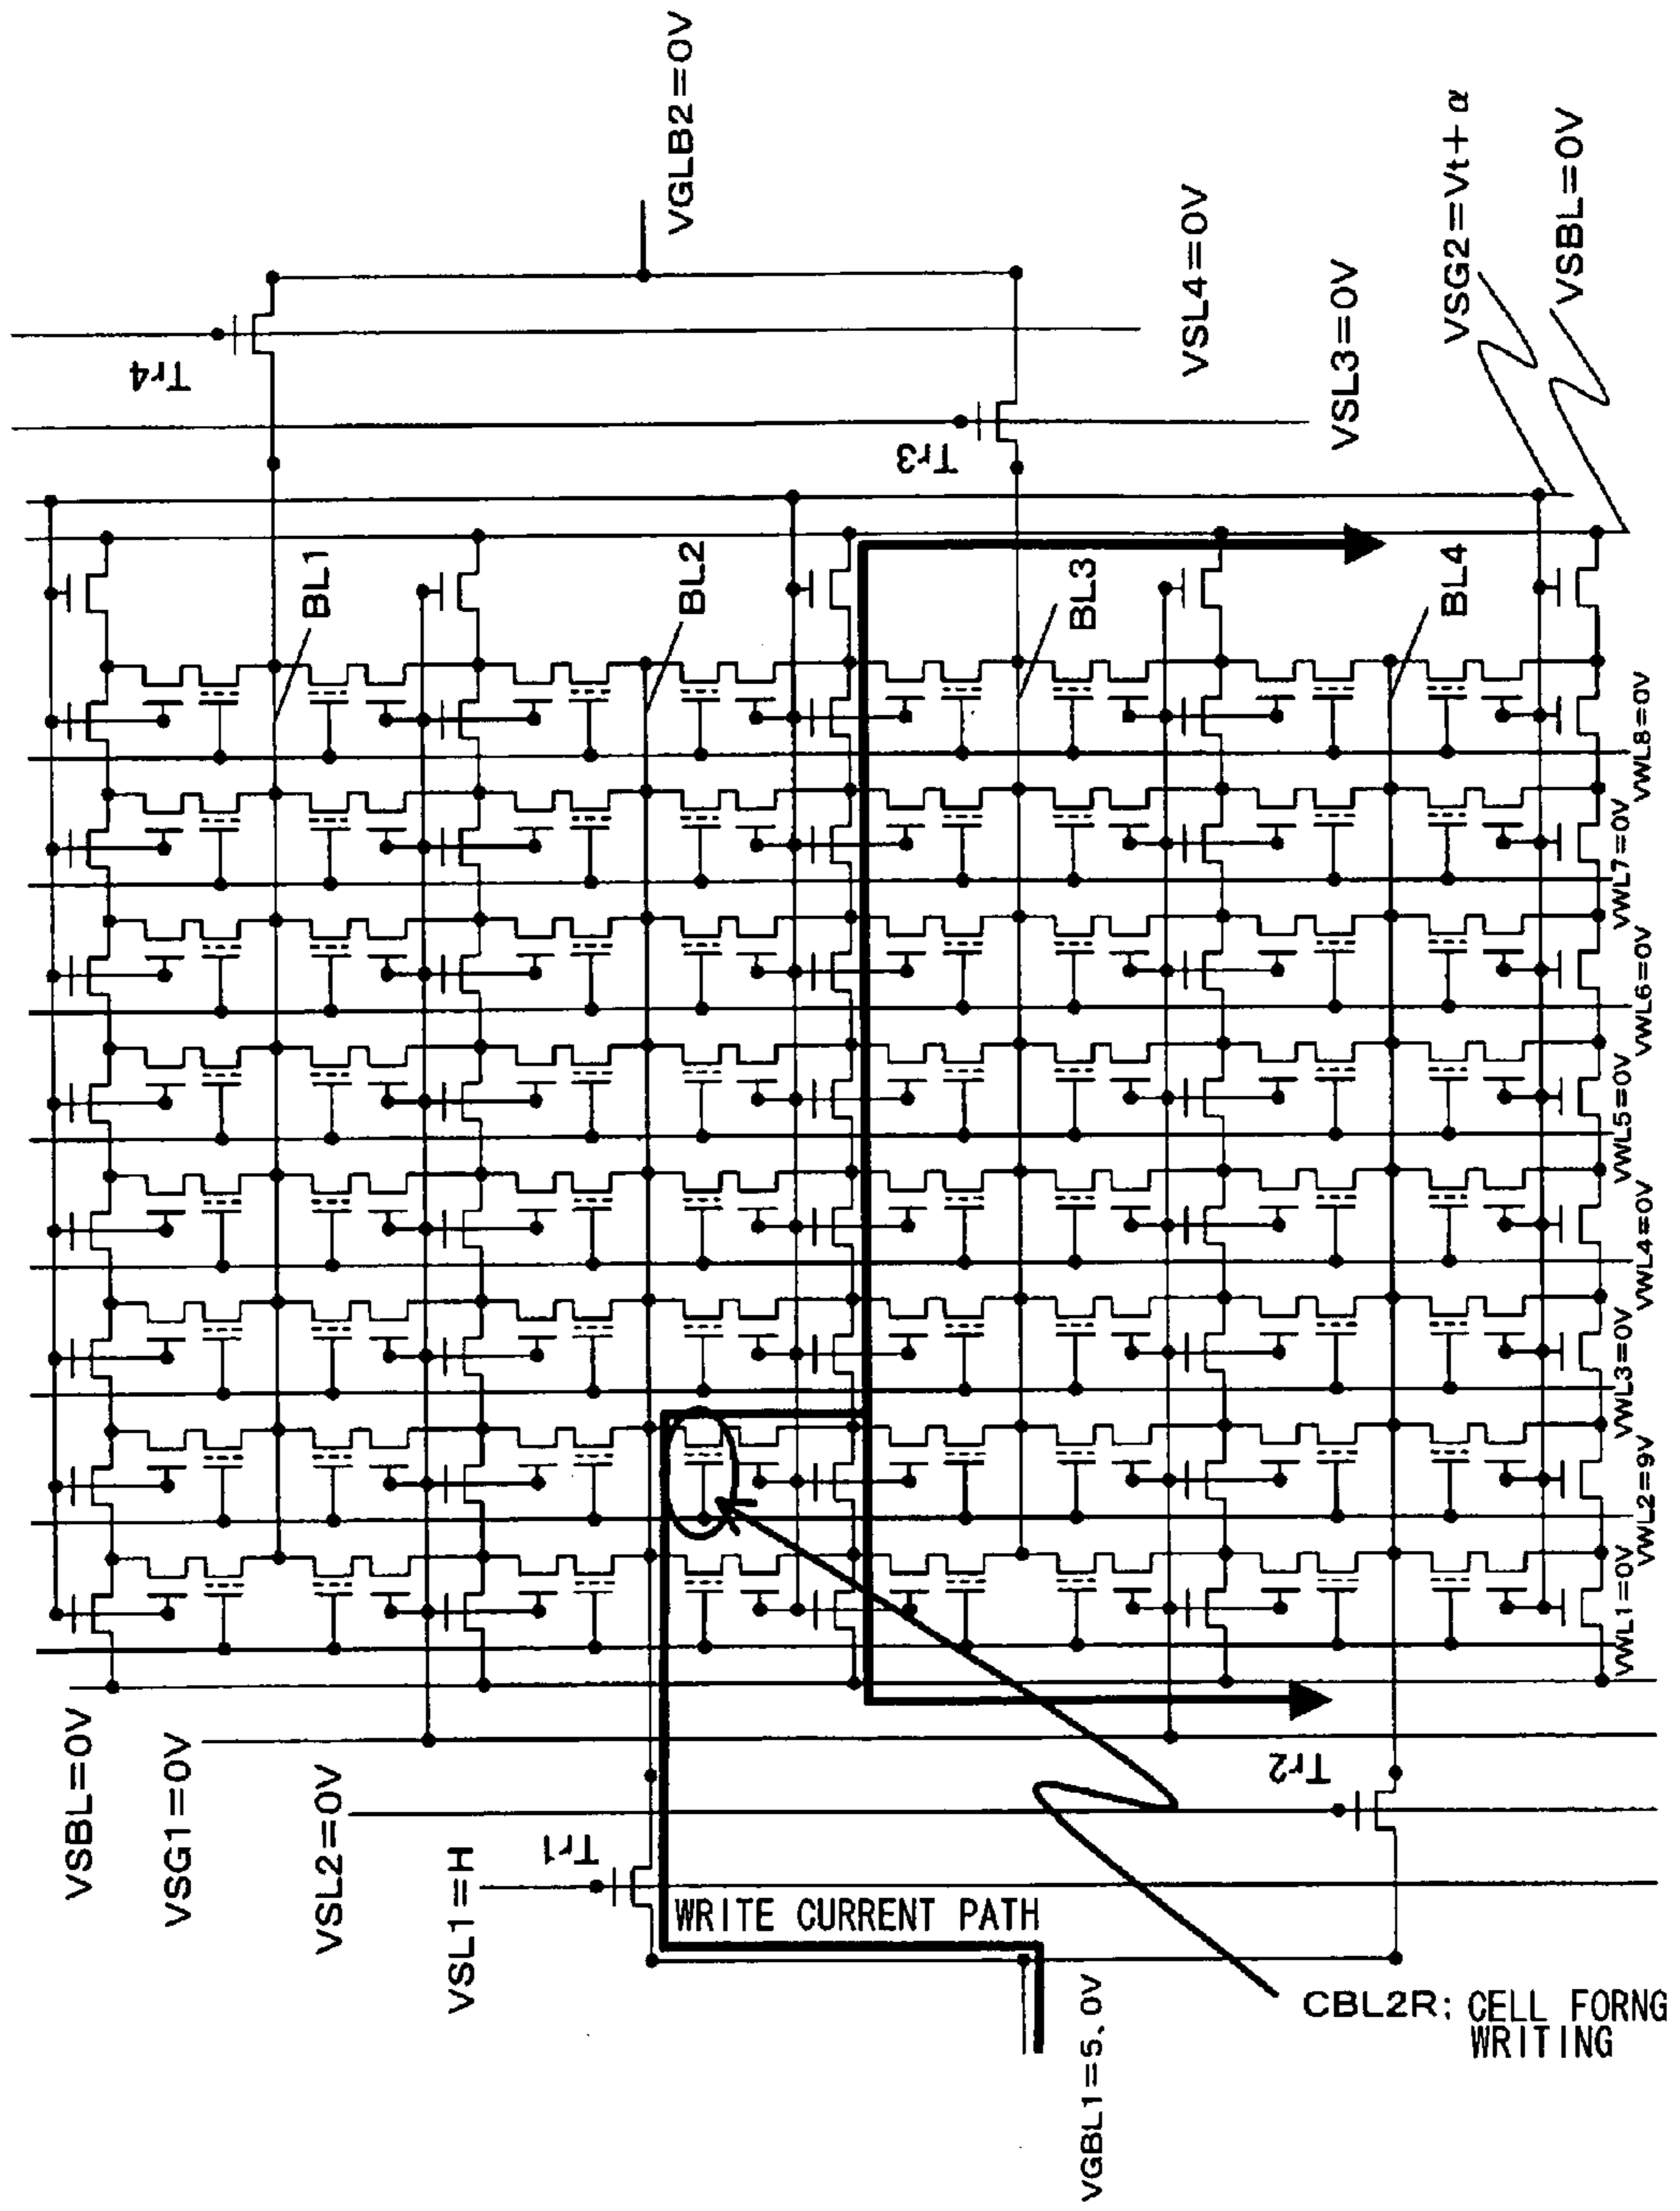 VGLB2=0V
Tr4
VSL4=0V
Tr3
VSL3=0V
VSG2=Vt+α
VSBL=0V
BL1
BL2
BL3
BL4
VWL8=0V
VWL7=0V
VWL6=0V
VWL5=0V
VWL4=0V
VWL3=0V
VWL2=9V
VWL1=0V
VSBL=0V
VSG1=0V
VSL2=0V
VSL1=H
Tr1
Tr2
WRITE CURRENT PATH
VGBL1=5.0V
CBL2R: CELL FORNG
WRITING